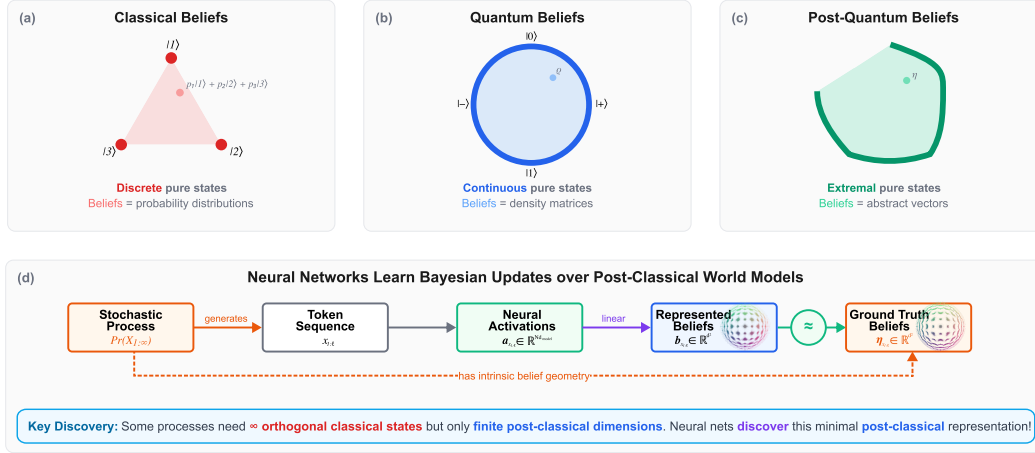 (a) Classical Beliefs
|1⟩
p₁|1⟩ + p₂|2⟩ + p₃|3⟩
|3⟩ |2⟩
Discrete pure states
Beliefs = probability distributions
(b) Quantum Beliefs
|0⟩
ϱ
|−⟩ |+⟩
|1⟩
Continuous pure states
Beliefs = density matrices
(c) Post-Quantum Beliefs
η
Extremal pure states
Beliefs = abstract vectors
(d) Neural Networks Learn Bayesian Updates over Post-Classical World Models
Stochastic
Process
Pr(X₁:∞)
generates
Token
Sequence
x₁:ₜ
Neural
Activations
∈ ℝ
linear
Represented
Beliefs
∈ ℝ
≈
Ground Truth
Beliefs
∈ ℝ
has intrinsic belief geometry
Key Discovery: Some processes need ∞ orthogonal classical states but only finite post-classical dimensions. Neural nets discover this minimal post-classical representation!